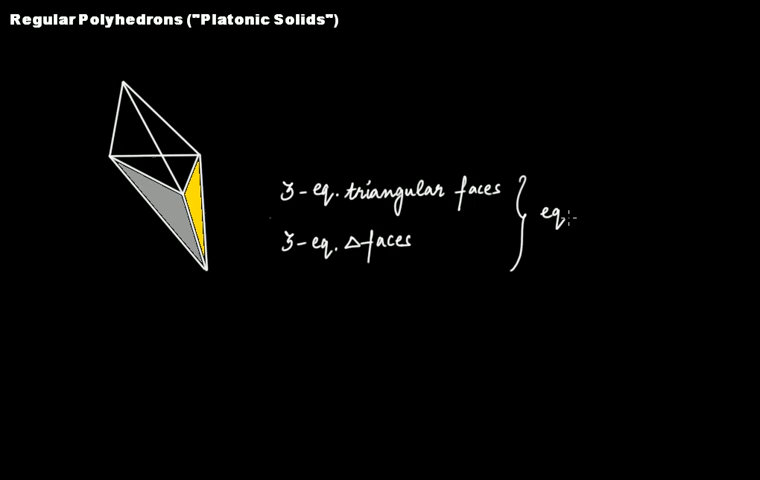 Regular Polyhedrons ("Platonic Solids")
3-eq. triangular faces
3-eq. △faces
eq.